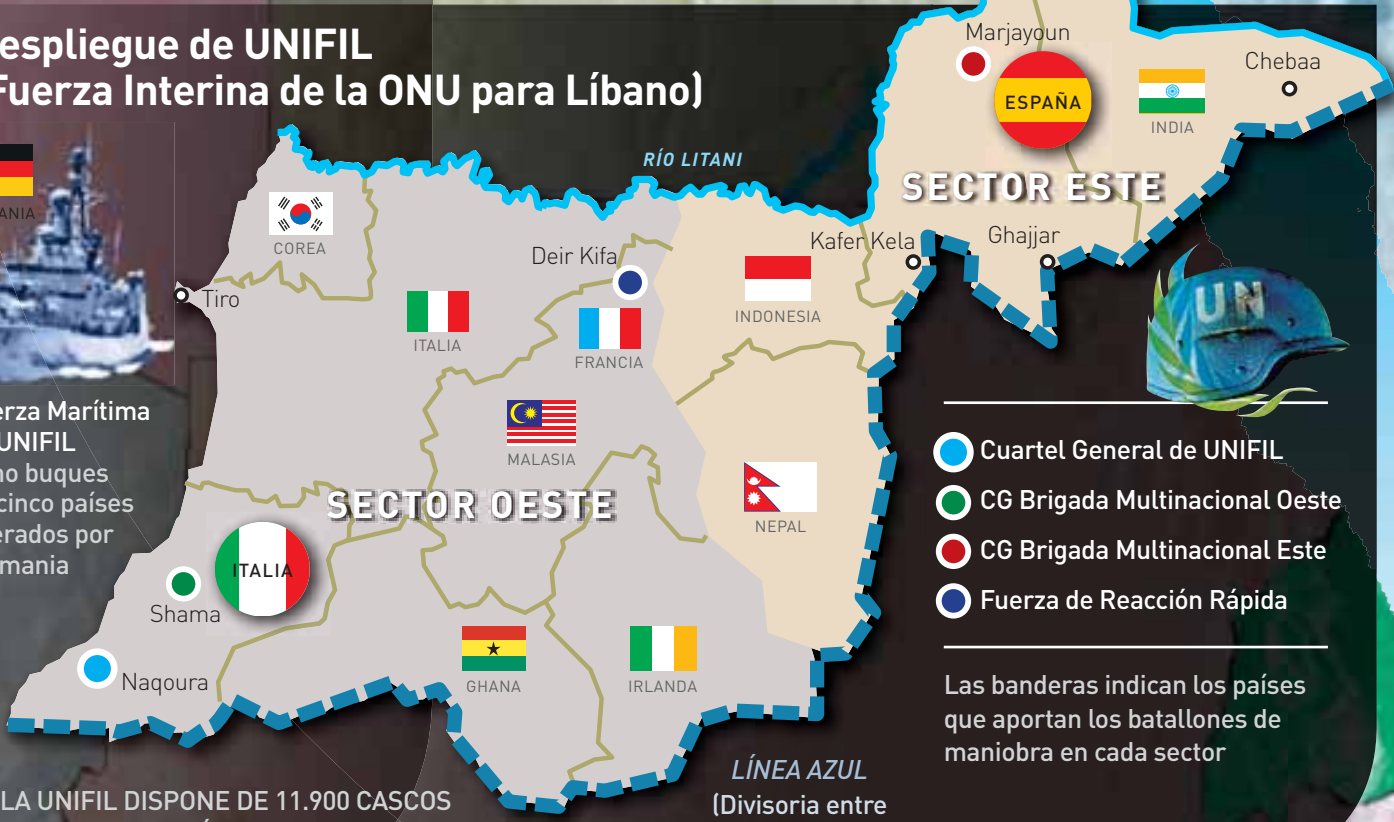 espliegue de UNIFIL
Fuerza Interina de la ONU para Líbano)
ANIA
erza Marítima
UNIFIL
no buques
cinco países
erados por
mania
RÍO LITANI
COREA
Tiro
ITALIA
Deir Kifa
FRANCIA
MALASIA
SECTOR OESTE
ITALIA
Shama
Naqoura
GHANA
IRLANDA
INDONESIA
NEPAL
Marjayoun
ESPAÑA
INDIA
Chebaa
SECTOR ESTE
Kafer Kela
Ghajjar
UN
Cuartel General de UNIFIL
CG Brigada Multinacional Oeste
CG Brigada Multinacional Este
Fuerza de Reacción Rápida
Las banderas indican los países
que aportan los batallones de
maniobra en cada sector
LÍNEA AZUL
(Divisoria entre
LA UNIFIL DISPONE DE 11.900 CASCOS